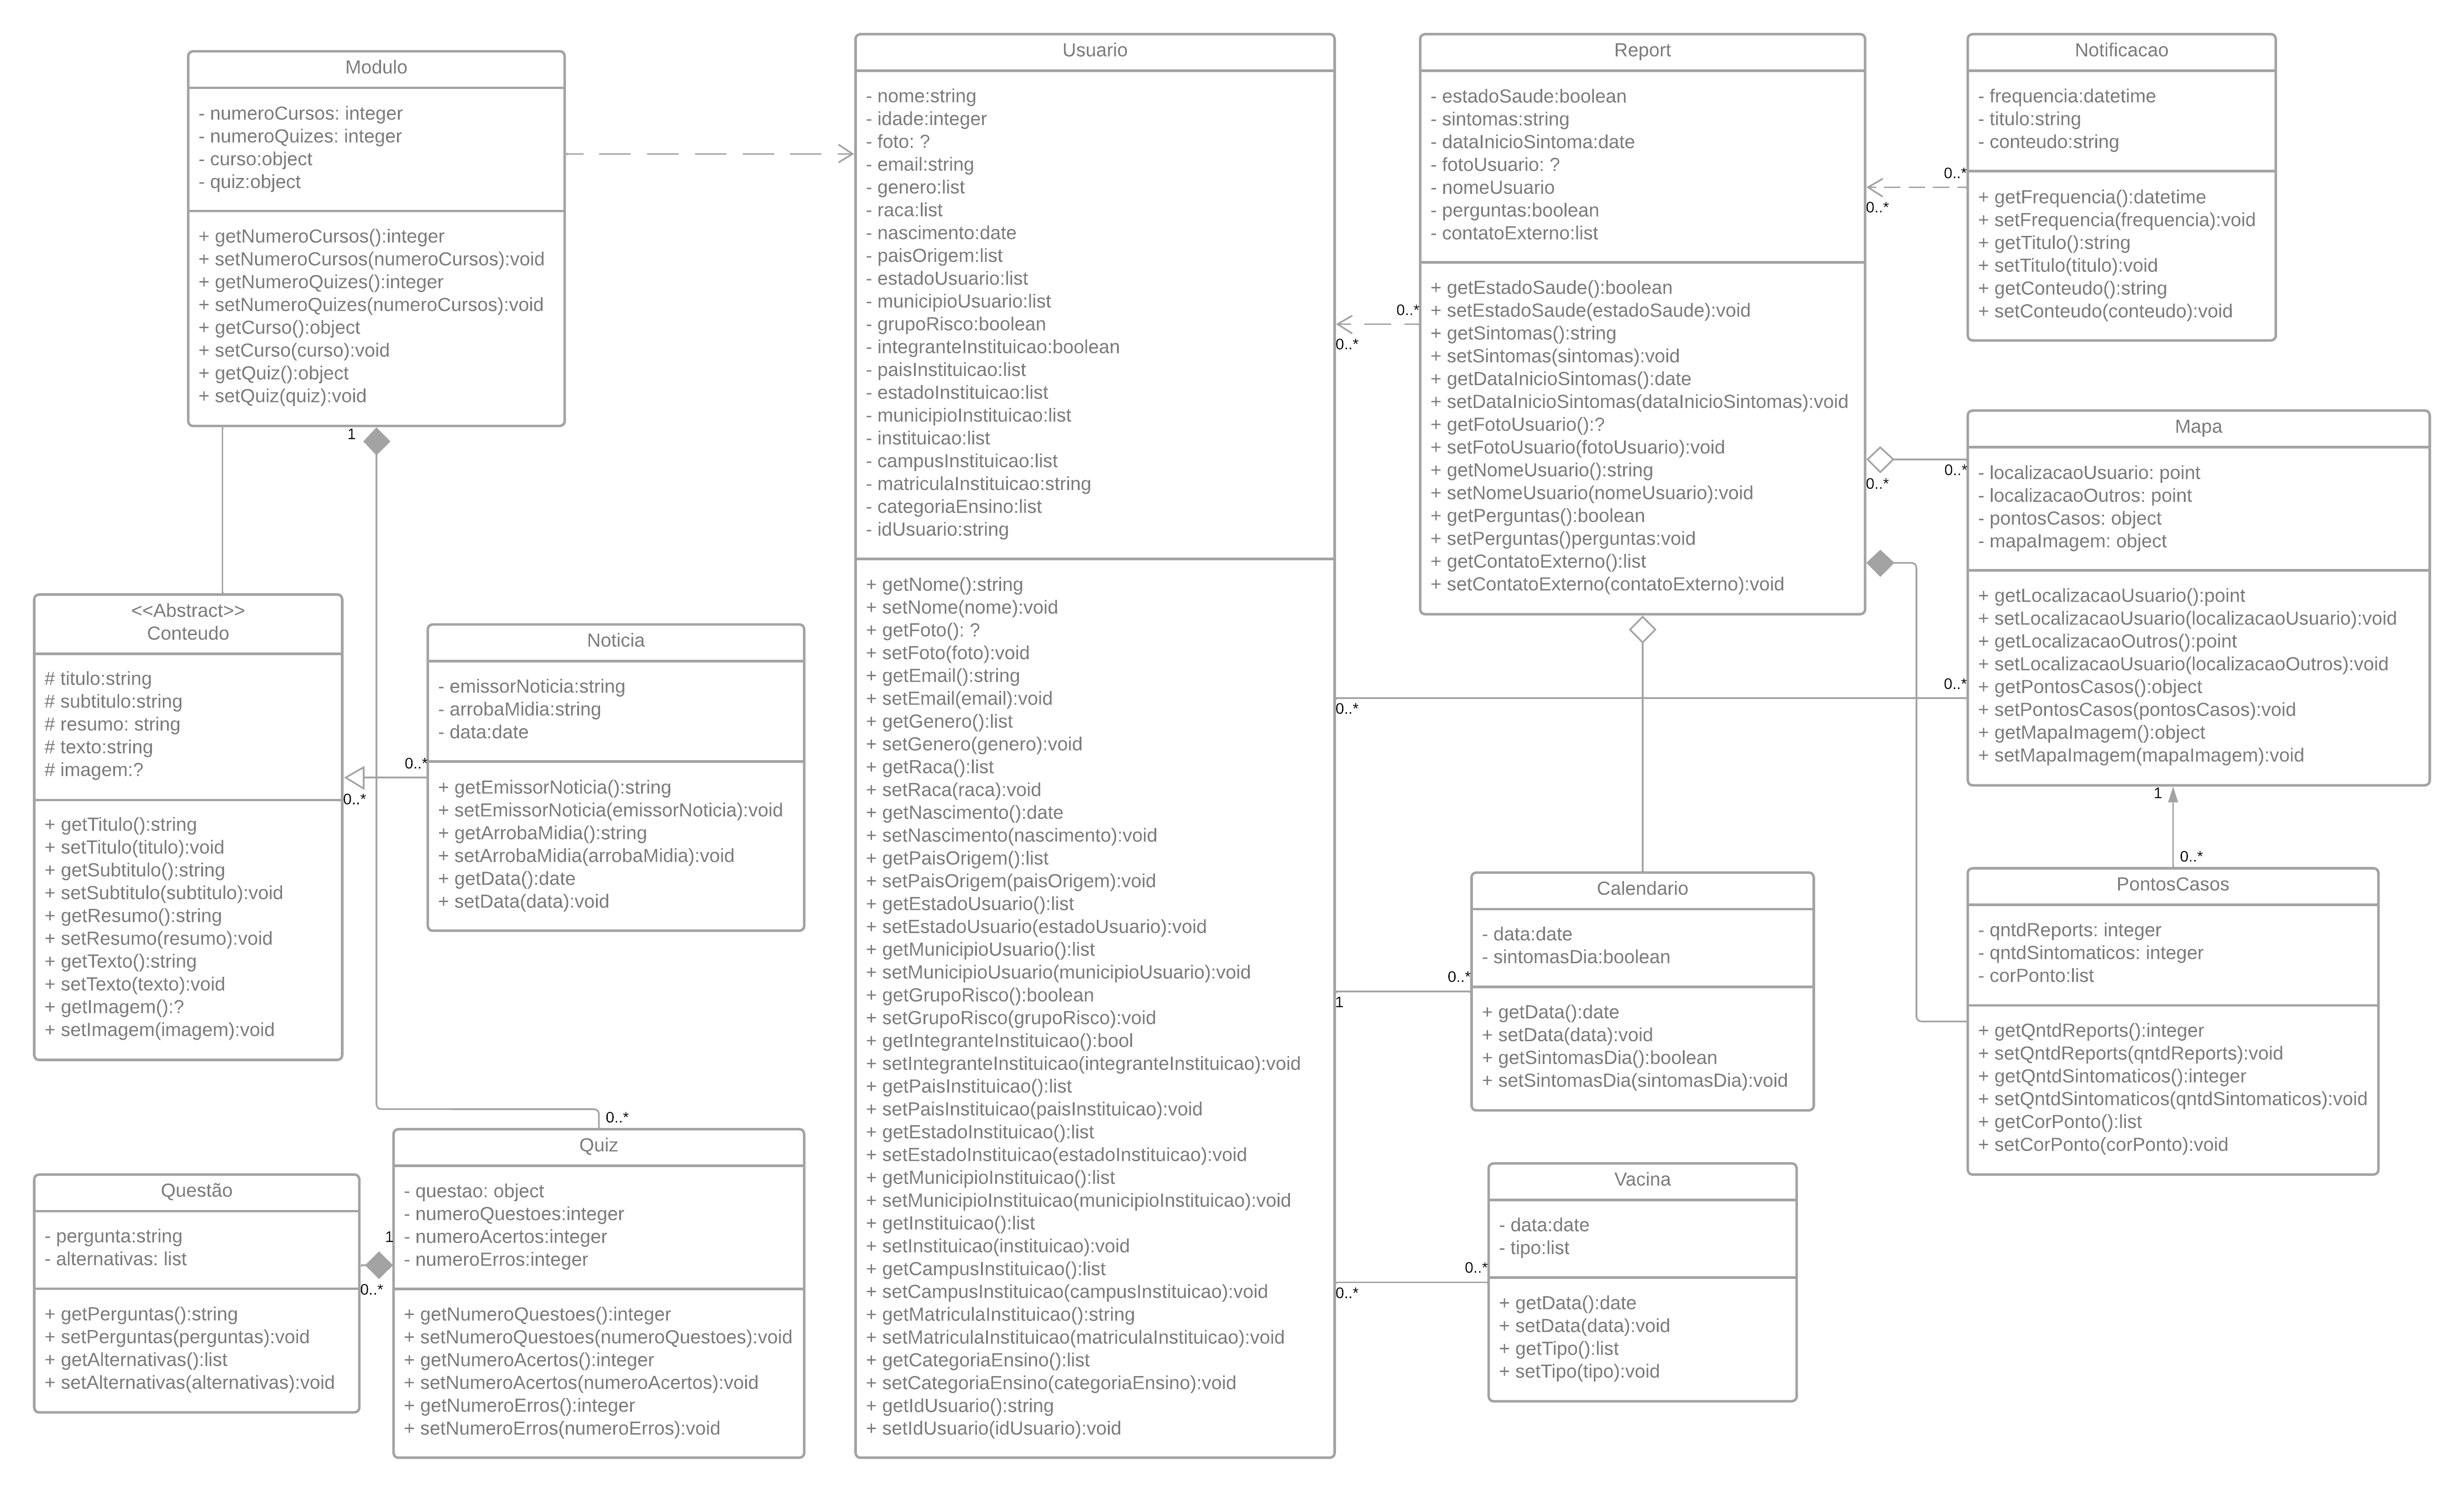 Modulo
- numeroCursos: integer
- numeroQuizes: integer
- curso:object
- quiz:object
+ getNumeroCursos():integer
+ setNumeroCursos(numeroCursos):void
+ getNumeroQuizes():integer
+ setNumeroQuizes(numeroCursos):void
+ getCurso():object
+ setCurso(curso):void
+ getQuiz():object
+ setQuiz(quiz):void
1
<<Abstract>>
Conteudo
# titulo:string
# subtitulo:string
# resumo: string
# texto:string
# imagem:?
+ getTitulo():string
+ setTitulo(titulo):void
+ getSubtitulo():string
+ setSubtitulo(subtitulo):void
+ getResumo():string
+ setResumo(resumo):void
+ getTexto():string
+ setTexto(texto):void
+ getImagem():?
+ setImagem(imagem):void
0..*
0..*
Noticia
- emissorNoticia:string
- arrobaMidia:string
- data:date
+ getEmissorNoticia():string
+ setEmissorNoticia(emissorNoticia):void
+ getArrobaMidia():string
+ setArrobaMidia(arrobaMidia):void
+ getData():date
+ setData(data):void
Questão
- pergunta:string
- alternativas: list
+ getPerguntas():string
+ setPerguntas(perguntas):void
+ getAlternativas():list
+ setAlternativas(alternativas):void
1
0..*
0..*
Quiz
- questao: object
- numeroQuestoes:integer
- numeroAcertos:integer
- numeroErros:integer
+ getNumeroQuestoes():integer
+ setNumeroQuestoes(numeroQuestoes):void
+ getNumeroAcertos():integer
+ setNumeroAcertos(numeroAcertos):void
+ getNumeroErros():integer
+ setNumeroErros(numeroErros):void
Usuario
- nome:string
- idade:integer
- foto: ?
- email:string
- genero:list
- raca:list
- nascimento:date
- paisOrigem:list
- estadoUsuario:list
- municipioUsuario:list
- grupoRisco:boolean
- integranteInstituicao:boolean
- paisInstituicao:list
- estadoInstituicao:list
- municipioInstituicao:list
- instituicao:list
- campusInstituicao:list
- matriculaInstituicao:string
- categoriaEnsino:list
- idUsuario:string
+ getNome():string
+ setNome(nome):void
+ getFoto(): ?
+ setFoto(foto):void
+ getEmail():string
+ setEmail(email):void
+ getGenero():list
+ setGenero(genero):void
+ getRaca():list
+ setRaca(raca):void
+ getNascimento():date
+ setNascimento(nascimento):void
+ getPaisOrigem():list
+ setPaisOrigem(paisOrigem):void
+ getEstadoUsuario():list
+ setEstadoUsuario(estadoUsuario):void
+ getMunicipioUsuario():list
+ setMunicipioUsuario(municipioUsuario):void
+ getGrupoRisco():boolean
+ setGrupoRisco(grupoRisco):void
+ getIntegranteInstituicao():bool
+ setIntegranteInstituicao(integranteInstituicao):void
+ getPaisInstituicao():list
+ setPaisInstituicao(paisInstituicao):void
+ getEstadoInstituicao():list
+ setEstadoInstituicao(estadoInstituicao):void
+ getMunicipioInstituicao():list
+ setMunicipioInstituicao(municipioInstituicao):void
+ getInstituicao():list
+ setInstituicao(instituicao):void
+ getCampusInstituicao():list
+ setCampusInstituicao(campusInstituicao):void
+ getMatriculaInstituicao():string
+ setMatriculaInstituicao(matriculaInstituicao):void
+ getCategoriaEnsino():list
+ setCategoriaEnsino(categoriaEnsino):void
+ getIdUsuario():string
+ setIdUsuario(idUsuario):void
0..*
0..*
0..*
0..*
1
0..*
0..*
0..*
Report
- estadoSaude:boolean
- sintomas:string
- dataInicioSintoma:date
- fotoUsuario: ?
- nomeUsuario
- perguntas:boolean
- contatoExterno:list
+ getEstadoSaude():boolean
+ setEstadoSaude(estadoSaude):void
+ getSintomas():string
+ setSintomas(sintomas):void
+ getDataInicioSintomas():date
+ setDataInicioSintomas(dataInicioSintomas):void
+ getFotoUsuario():?
+ setFotoUsuario(fotoUsuario):void
+ getNomeUsuario():string
+ setNomeUsuario(nomeUsuario):void
+ getPerguntas():boolean
+ setPerguntas()perguntas:void
+ getContatoExterno():list
+ setContatoExterno(contatoExterno):void
Calendario
- data:date
- sintomasDia:boolean
+ getData():date
+ setData(data):void
+ getSintomasDia():boolean
+ setSintomasDia(sintomasDia):void
Vacina
- data:date
- tipo:list
+ getData():date
+ setData(data):void
+ getTipo():list
+ setTipo(tipo):void
Notificacao
- frequencia:datetime
- titulo:string
- conteudo:string
+ getFrequencia():datetime
+ setFrequencia(frequencia):void
+ getTitulo():string
+ setTitulo(titulo):void
+ getConteudo():string
+ setConteudo(conteudo):void
0..*
0..*
0..*
0..*
Mapa
- localizacaoUsuario: point
- localizacaoOutros: point
- pontosCasos: object
- mapaImagem: object
+ getLocalizacaoUsuario():point
+ setLocalizacaoUsuario(localizacaoUsuario):void
+ getLocalizacaoOutros():point
+ setLocalizacaoUsuario(localizacaoOutros):void
+ getPontosCasos():object
+ setPontosCasos(pontosCasos):void
+ getMapaImagem():object
+ setMapaImagem(mapaImagem):void
1
0..*
PontosCasos
- qntdReports: integer
- qntdSintomaticos: integer
- corPonto:list
+ getQntdReports():integer
+ setQntdReports(qntdReports):void
+ getQntdSintomaticos():integer
+ setQntdSintomaticos(qntdSintomaticos):void
+ getCorPonto():list
+ setCorPonto(corPonto):void